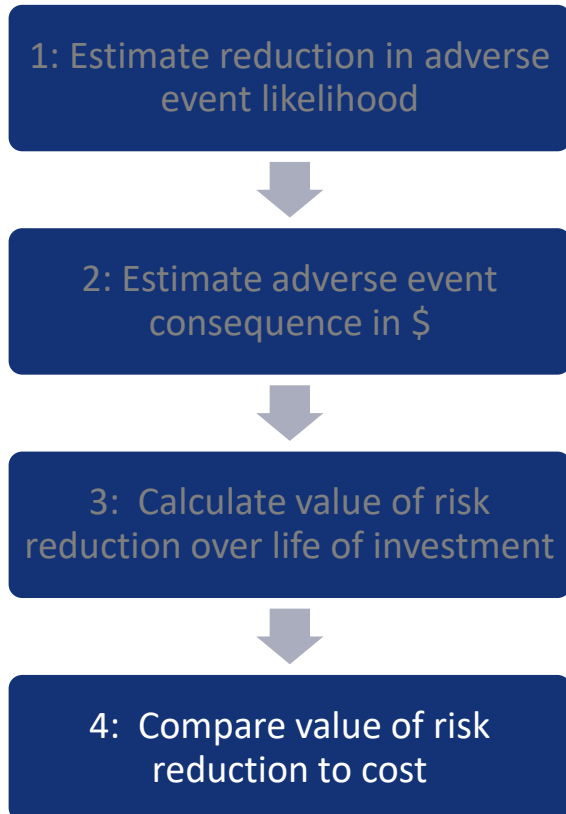 1: Estimate reduction in adverse
event likelihood
2: Estimate adverse event
consequence in $
3:  Calculate value of risk
reduction over life of investment
4:  Compare value of risk
reduction to cost